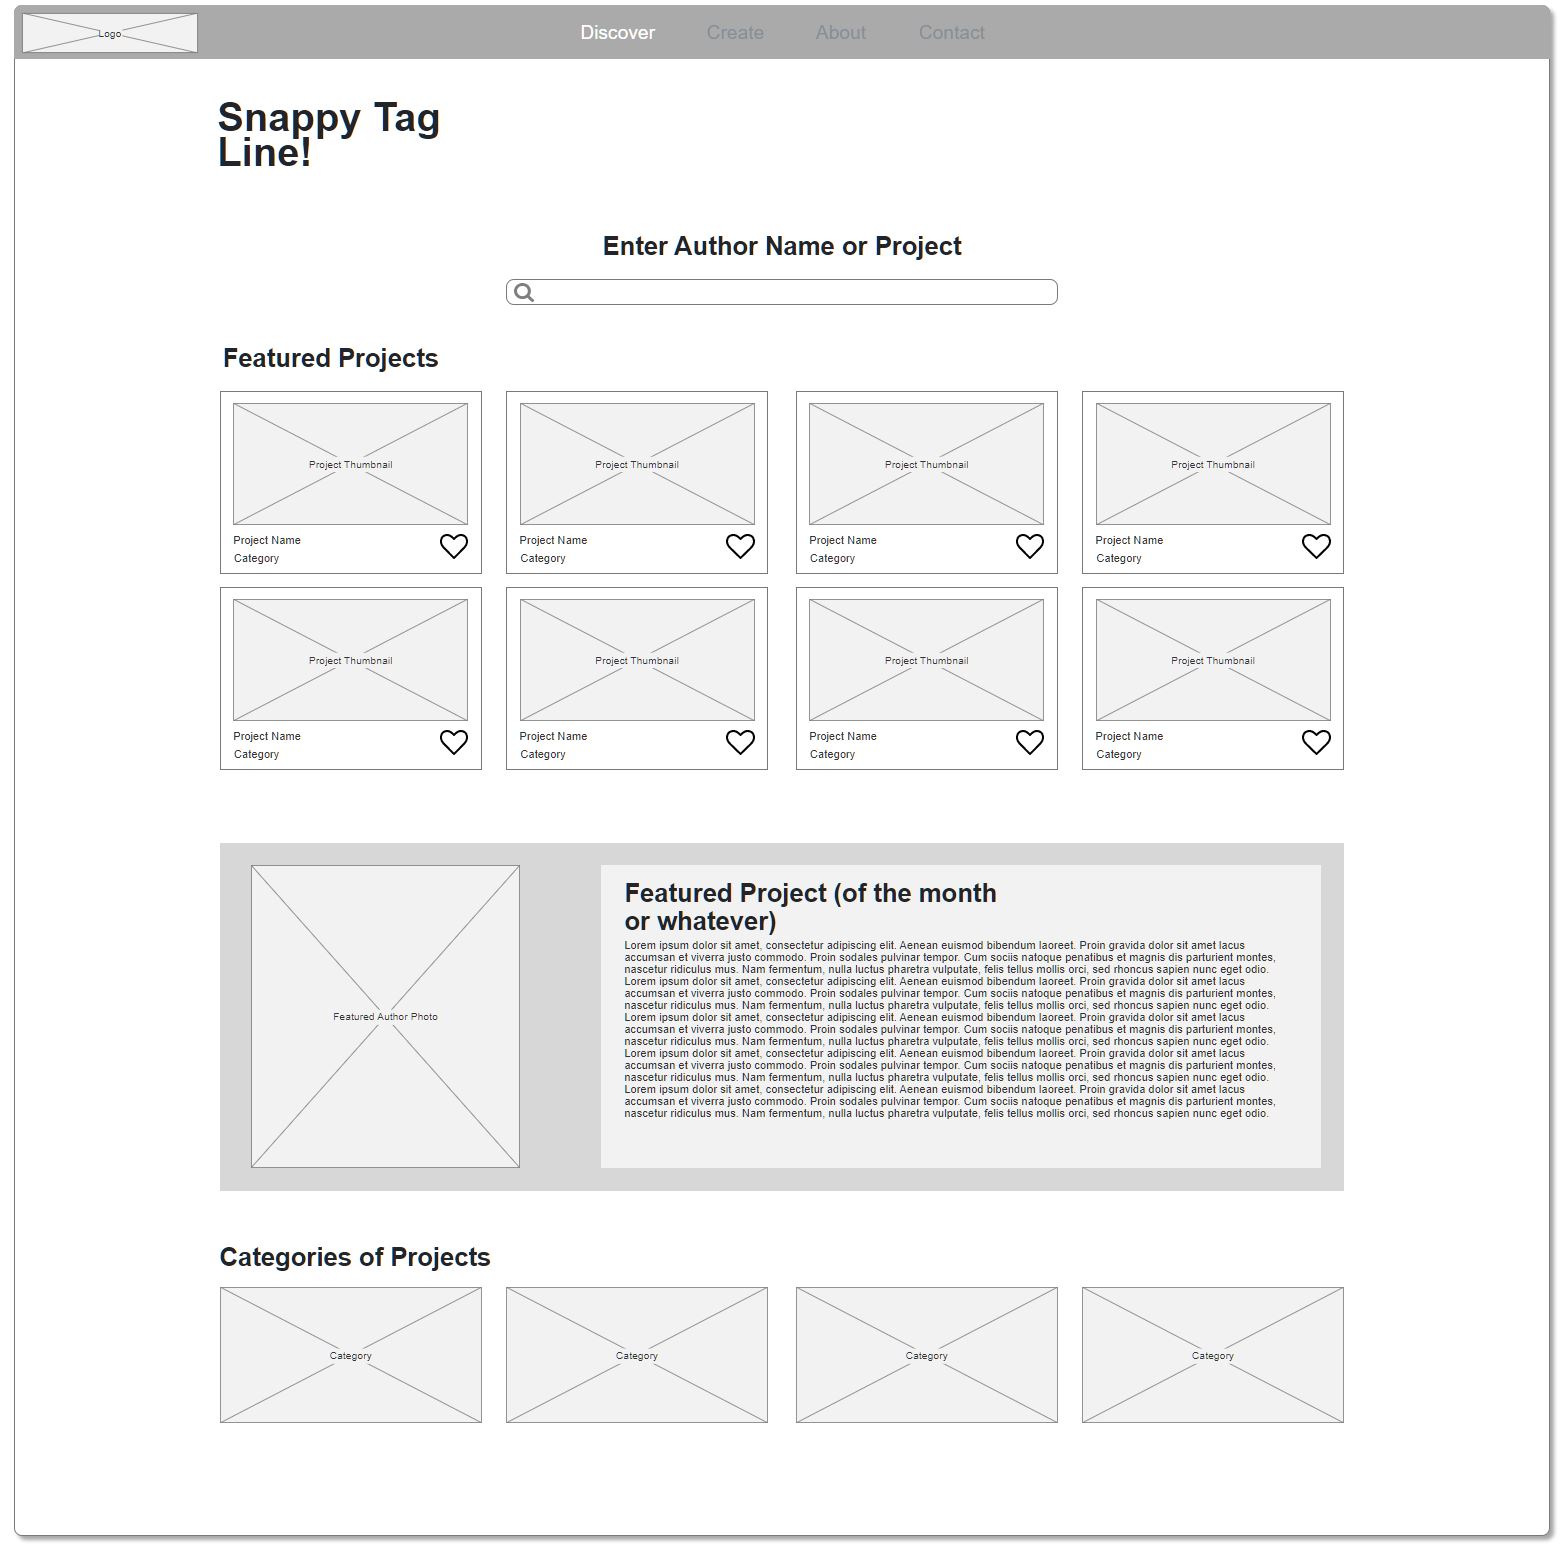 Logo
Discover Create About Contact
Snappy Tag
Line!
Enter Author Name or Project
Featured Projects
Project Thumbnail Project Thumbnail Project Thumbnail Project Thumbnail
Project Name Project Name Project Name Project Name
Category Category Category Category
Project Thumbnail Project Thumbnail Project Thumbnail Project Thumbnail
Project Name Project Name Project Name Project Name
Category Category Category Category
Featured Author Photo
Featured Project (of the month
or whatever)
Lorem ipsum dolor sit amet, consectetur adipiscing elit. Aenean euismod bibendum laoreet. Proin gravida dolor sit amet lacus
accumsan et viverra justo commodo. Proin sodales pulvinar tempor. Cum sociis natoque penatibus et magnis dis parturient montes,
nascetur ridiculus mus. Nam fermentum, nulla luctus pharetra vulputate, felis tellus mollis orci, sed rhoncus sapien nunc eget odio.
Lorem ipsum dolor sit amet, consectetur adipiscing elit. Aenean euismod bibendum laoreet. Proin gravida dolor sit amet lacus
accumsan et viverra justo commodo. Proin sodales pulvinar tempor. Cum sociis natoque penatibus et magnis dis parturient montes,
nascetur ridiculus mus. Nam fermentum, nulla luctus pharetra vulputate, felis tellus mollis orci, sed rhoncus sapien nunc eget odio.
Lorem ipsum dolor sit amet, consectetur adipiscing elit. Aenean euismod bibendum laoreet. Proin gravida dolor sit amet lacus
accumsan et viverra justo commodo. Proin sodales pulvinar tempor. Cum sociis natoque penatibus et magnis dis parturient montes,
nascetur ridiculus mus. Nam fermentum, nulla luctus pharetra vulputate, felis tellus mollis orci, sed rhoncus sapien nunc eget odio.
Lorem ipsum dolor sit amet, consectetur adipiscing elit. Aenean euismod bibendum laoreet. Proin gravida dolor sit amet lacus
accumsan et viverra justo commodo. Proin sodales pulvinar tempor. Cum sociis natoque penatibus et magnis dis parturient montes,
nascetur ridiculus mus. Nam fermentum, nulla luctus pharetra vulputate, felis tellus mollis orci, sed rhoncus sapien nunc eget odio.
Lorem ipsum dolor sit amet, consectetur adipiscing elit. Aenean euismod bibendum laoreet. Proin gravida dolor sit amet lacus
accumsan et viverra justo commodo. Proin sodales pulvinar tempor. Cum sociis natoque penatibus et magnis dis parturient montes,
nascetur ridiculus mus. Nam fermentum, nulla luctus pharetra vulputate, felis tellus mollis orci, sed rhoncus sapien nunc eget odio.
Categories of Projects
Category Category Category Category